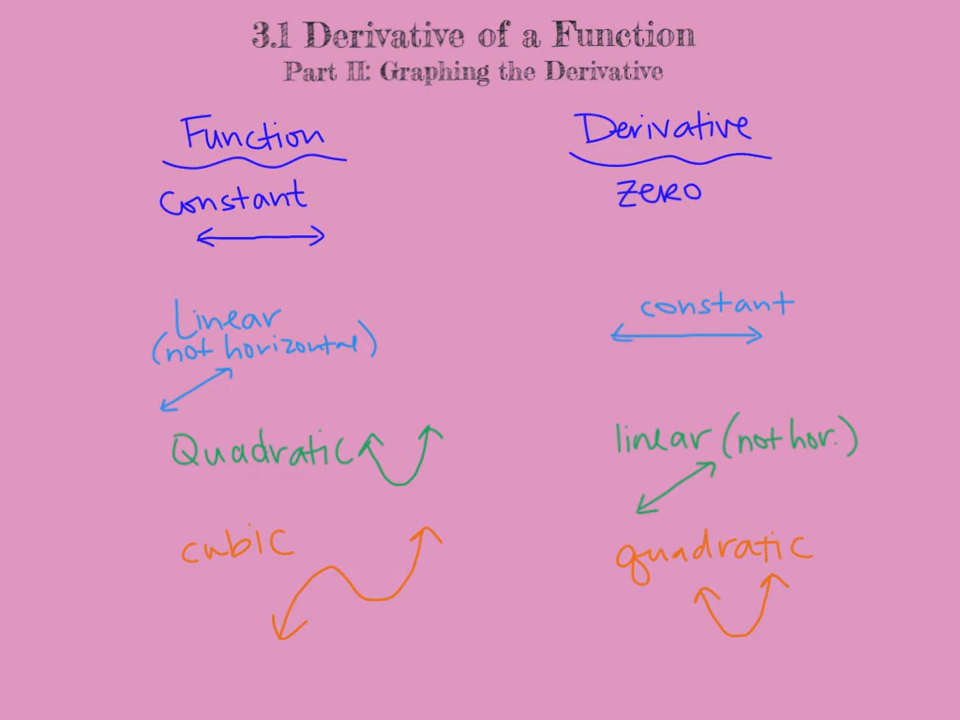 3.1 Derivative of a Function
Part II: Graphing the Derivative
Function
Derivative
constant
zero
Linear
(not horizontal)
constant
Quadratic
linear (not hor.)
cubic
quadratic